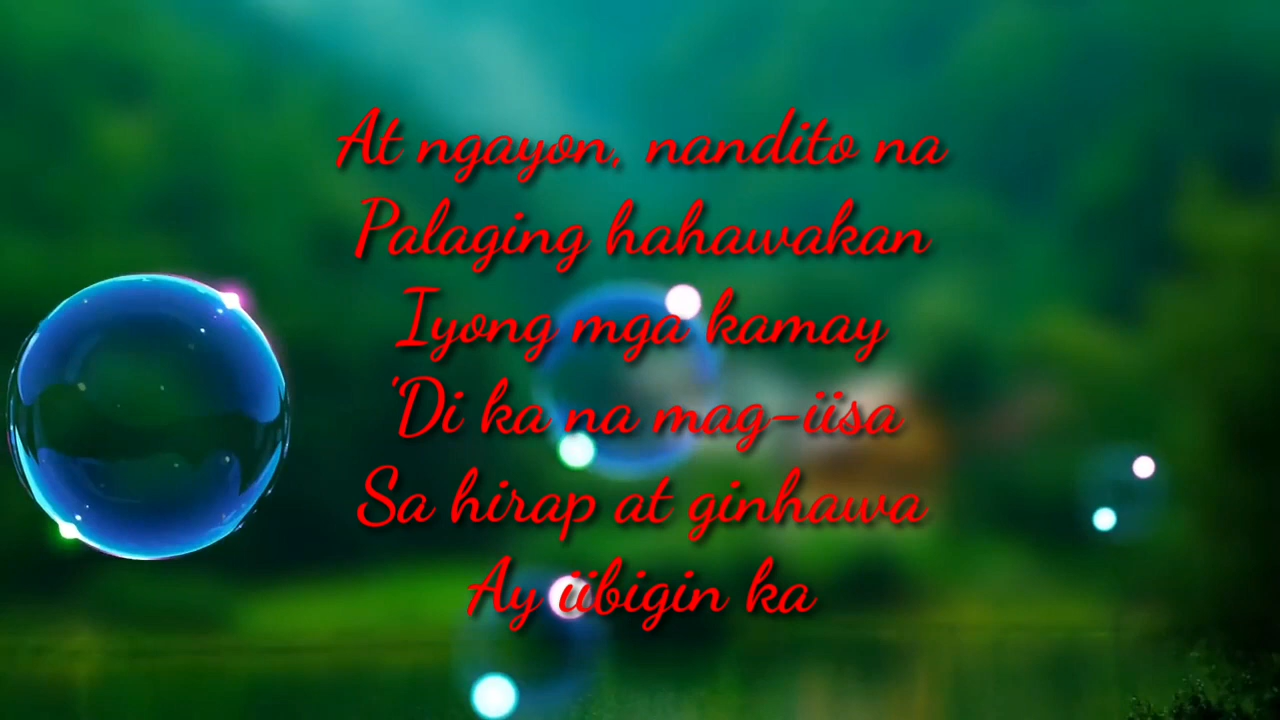 At ngayon, nandito na
Palaging hahawakan
Iyong mga kamay
'Di ka na mag-iisa
Sa hirap at ginhawa
Ay iibigin ka